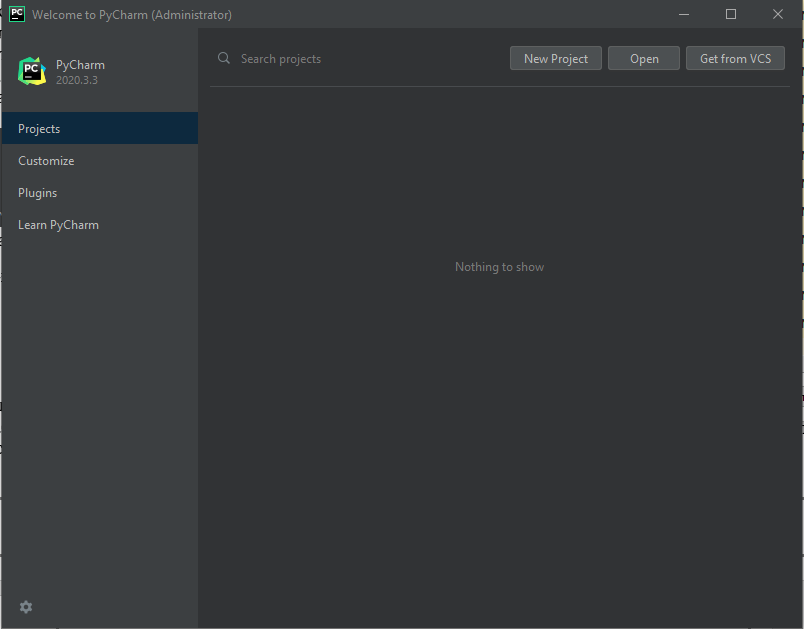 PC Welcome to PyCharm (Administrator)
PC PyCharm
2020.3.3
Search projects
New Project
Open
Get from VCS
Projects
Customize
Plugins
Learn PyCharm
Nothing to show